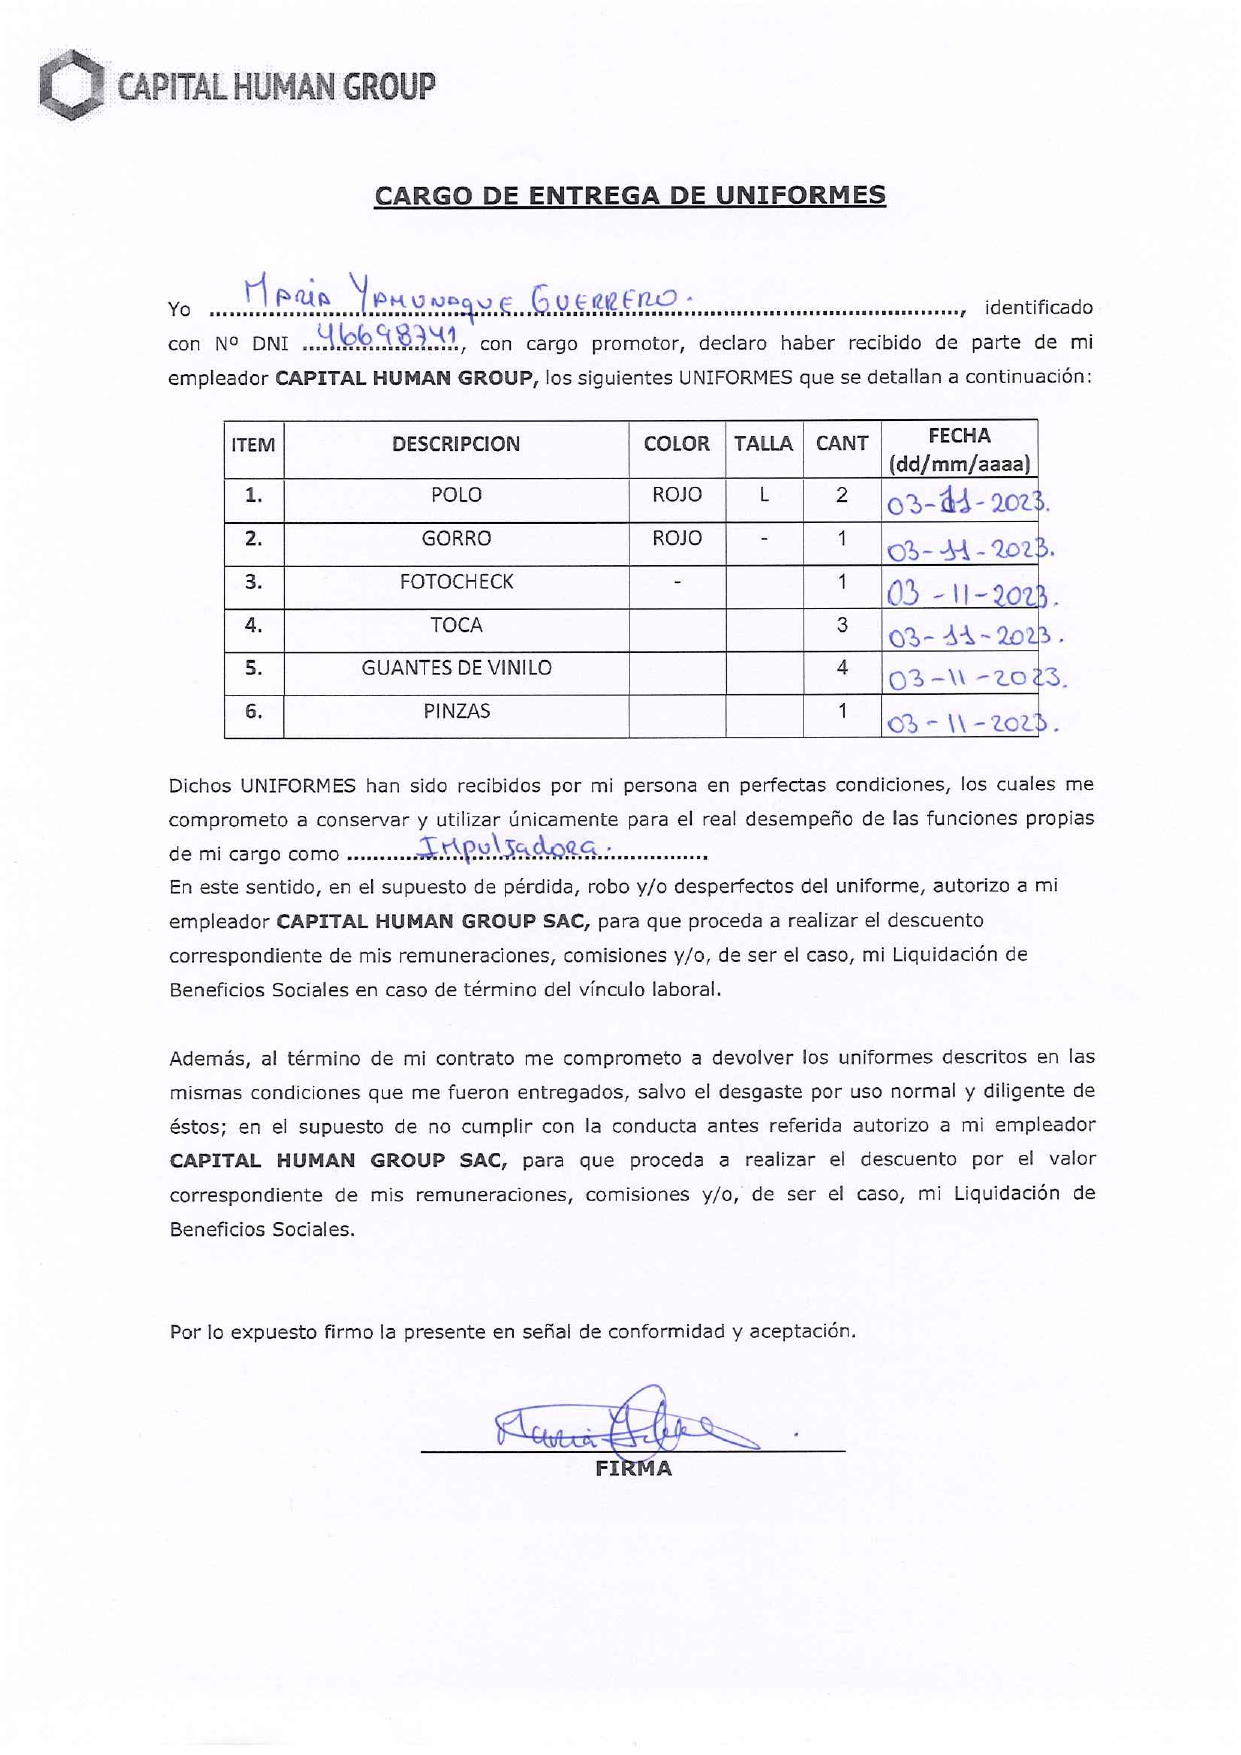 CAPITAL HUMAN GROUP
CARGO DE ENTREGA DE UNIFORMES
Yo MARIA YAMUNAQUE GUERRERO., identificado
con Nº DNI 46698741, con cargo promotor, declaro haber recibido de parte de mi
empleador CAPITAL HUMAN GROUP, los siguientes UNIFORMES que se detallan a continuación:
ITEM DESCRIPCION COLOR TALLA CANT FECHA (dd/mm/aaaa)
1. POLO ROJO L 2 03-11-2023.
2. GORRO ROJO - 1 03-11-2023.
3. FOTOCHECK - 1 03-11-2023.
4. TOCA 3 03-11-2023.
5. GUANTES DE VINILO 4 03-11-2023.
6. PINZAS 1 03-11-2023.
Dichos UNIFORMES han sido recibidos por mi persona en perfectas condiciones, los cuales me
comprometo a conservar y utilizar únicamente para el real desempeño de las funciones propias
de mi cargo como Impulsadora.
En este sentido, en el supuesto de pérdida, robo y/o desperfectos del uniforme, autorizo a mi
empleador CAPITAL HUMAN GROUP SAC, para que proceda a realizar el descuento
correspondiente de mis remuneraciones, comisiones y/o, de ser el caso, mi Liquidación de
Beneficios Sociales en caso de término del vínculo laboral.
Además, al término de mi contrato me comprometo a devolver los uniformes descritos en las
mismas condiciones que me fueron entregados, salvo el desgaste por uso normal y diligente de
éstos; en el supuesto de no cumplir con la conducta antes referida autorizo a mi empleador
CAPITAL HUMAN GROUP SAC, para que proceda a realizar el descuento por el valor
correspondiente de mis remuneraciones, comisiones y/o, de ser el caso, mi Liquidación de
Beneficios Sociales.
Por lo expuesto firmo la presente en señal de conformidad y aceptación.
FIRMA